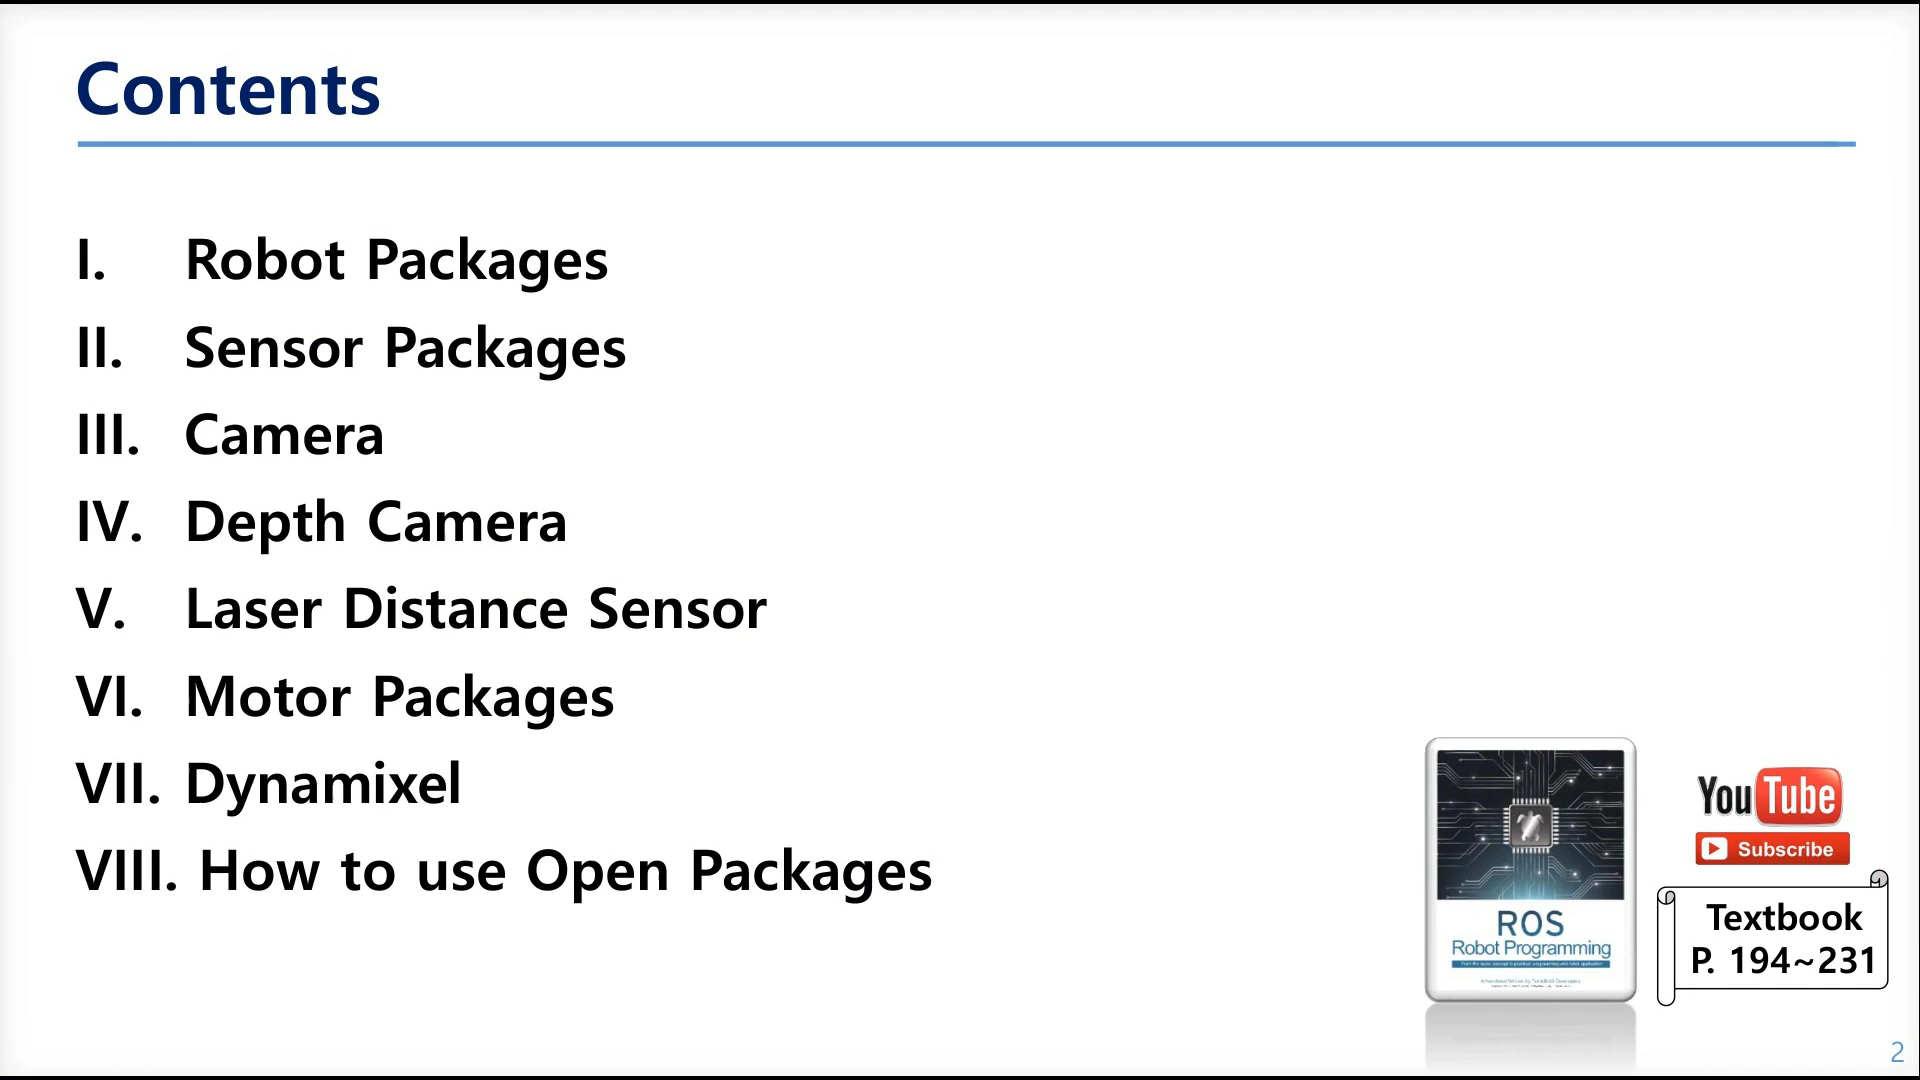 Contents
I. Robot Packages
II. Sensor Packages
III. Camera
IV. Depth Camera
V. Laser Distance Sensor
VI. Motor Packages
VII. Dynamixel
VIII. How to use Open Packages
ROS
Robot Programming
YouTube
Subscribe
Textbook
P. 194~231
2